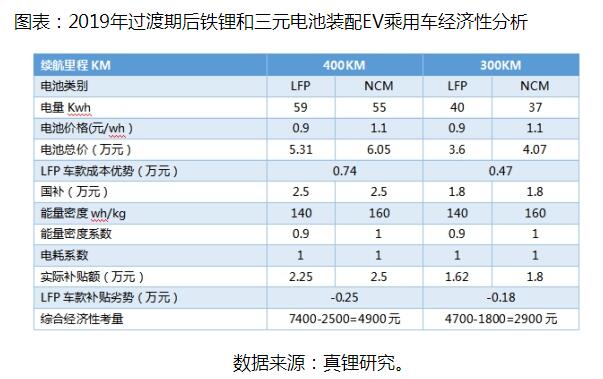 图表：2019年过渡期后铁锂和三元电池装配EV乘用车经济性分析
续航里程 KM 400KM 300KM
电池类别 LFP NCM LFP NCM
电量 Kwh 59 55 40 37
电池价格(元/wh ) 0.9 1.1 0.9 1.1
电池总价（万元） 5.31 6.05 3.6 4.07
LFP 车款成本优势（万元） 0.74 0.47
国补（万元） 2.5 2.5 1.8 1.8
能量密度 wh/kg 140 160 140 160
能量密度系数 0.9 1 0.9 1
电耗系数 1 1 1 1
实际补贴额（万元） 2.25 2.5 1.62 1.8
LFP 车款补贴劣势（万元） -0.25 -0.18
综合经济性考量 7400-2500=4900 元 4700-1800=2900 元
数据来源：真锂研究。